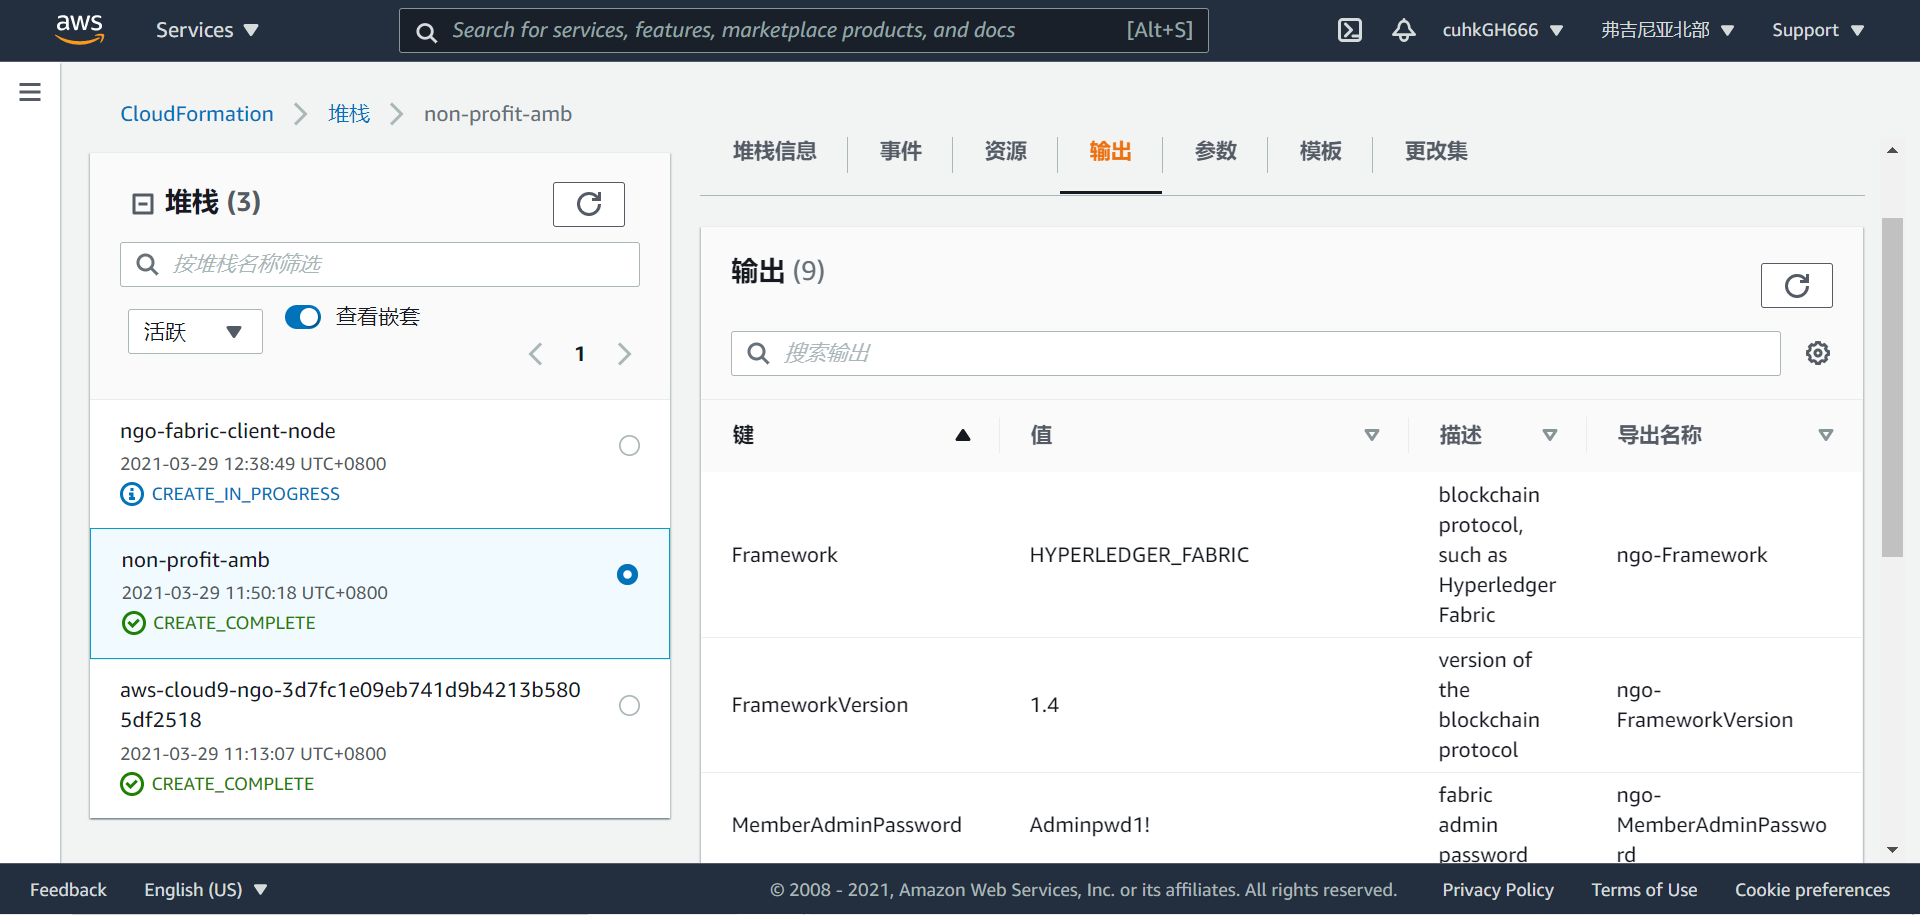 aws
Services
Search for services, features, marketplace products, and docs
[Alt+S]
cuhkGH666
弗吉尼亚北部
Support
CloudFormation
堆栈
non-profit-amb
堆栈 (3)
按堆栈名称筛选
活跃
查看嵌套
1
ngo-fabric-client-node
2021-03-29 12:38:49 UTC+0800
CREATE_IN_PROGRESS
non-profit-amb
2021-03-29 11:50:18 UTC+0800
CREATE_COMPLETE
aws-cloud9-ngo-3d7fc1e09eb741d9b4213b580
5df2518
2021-03-29 11:13:07 UTC+0800
CREATE_COMPLETE
堆栈信息
事件
资源
输出
参数
模板
更改集
输出 (9)
搜索输出
键
值
描述
导出名称
Framework
HYPERLEDGER_FABRIC
blockchain
protocol,
such as
Hyperledger
Fabric
ngo-Framework
FrameworkVersion
1.4
version of
the
blockchain
protocol
ngo-
FrameworkVersion
MemberAdminPassword
Adminpwd1!
fabric
admin
password
ngo-
MemberAdminPasswo
rd
Feedback
English (US)
© 2008 - 2021, Amazon Web Services, Inc. or its affiliates. All rights reserved.
Privacy Policy
Terms of Use
Cookie preferences